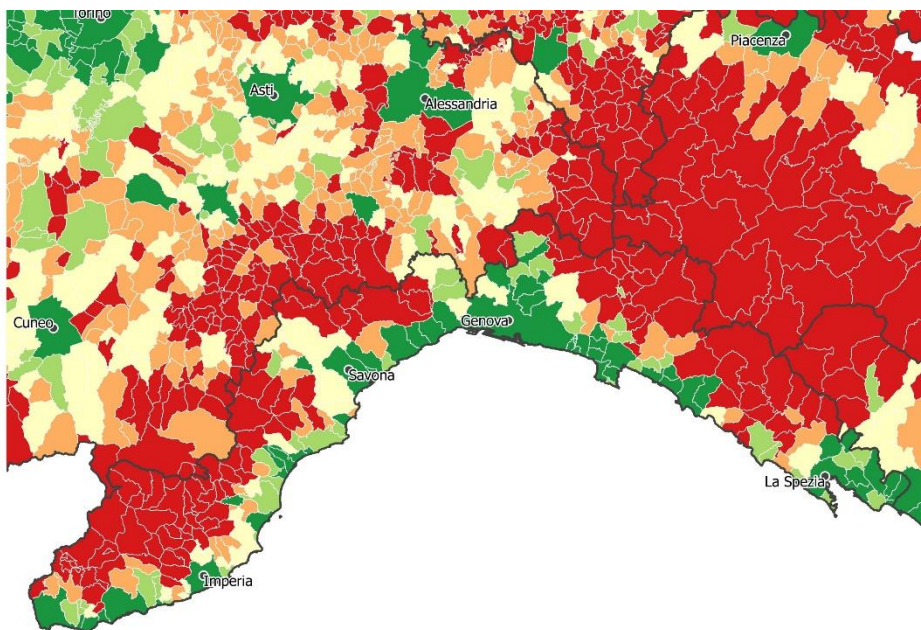 Torino
Piacenza
Asti
Alessandria
Cuneo
Genova
Savona
La Spezia
Imperia